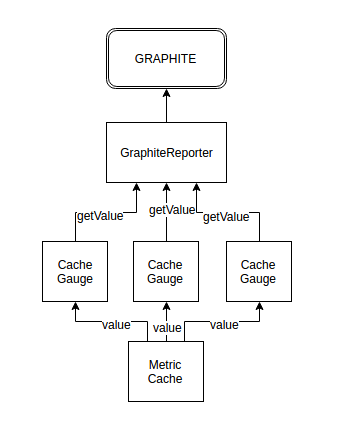 GRAPHITE
GraphiteReporter
getValue
getValue
getValue
Cache
Gauge
Cache
Gauge
Cache
Gauge
value
value
value
Metric
Cache